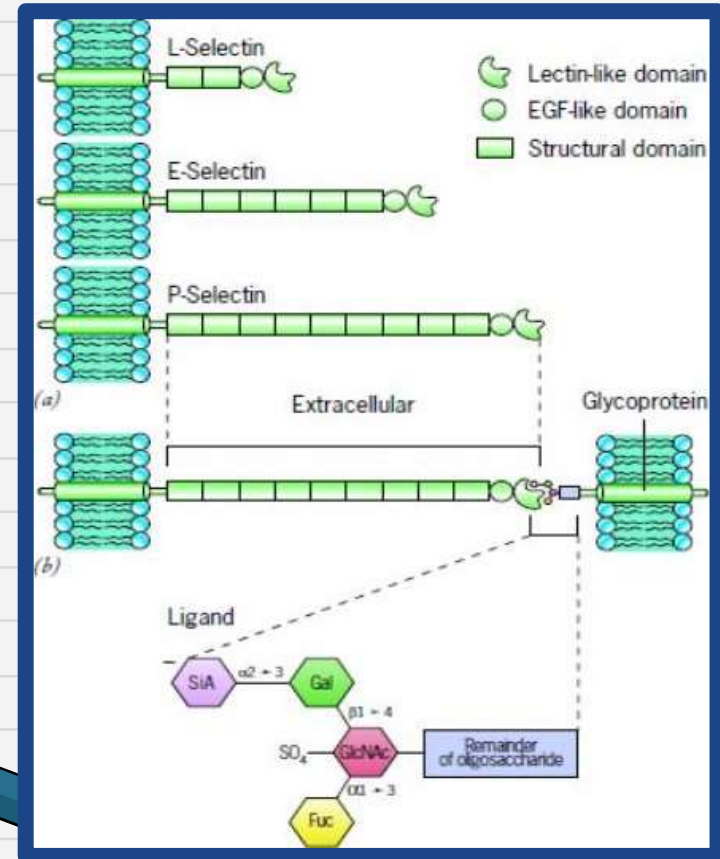 L-Selectin
Lectin-like domain
EGF-like domain
Structural domain
E-Selectin
P-Selectin
(a)
Extracellular
Glycoprotein
(b)
Ligand
SiA
α2 - 3
Gal
β1 - 4
SO4
GlcNAc
Remainder
of oligosaccharide
α1 - 3
Fuc